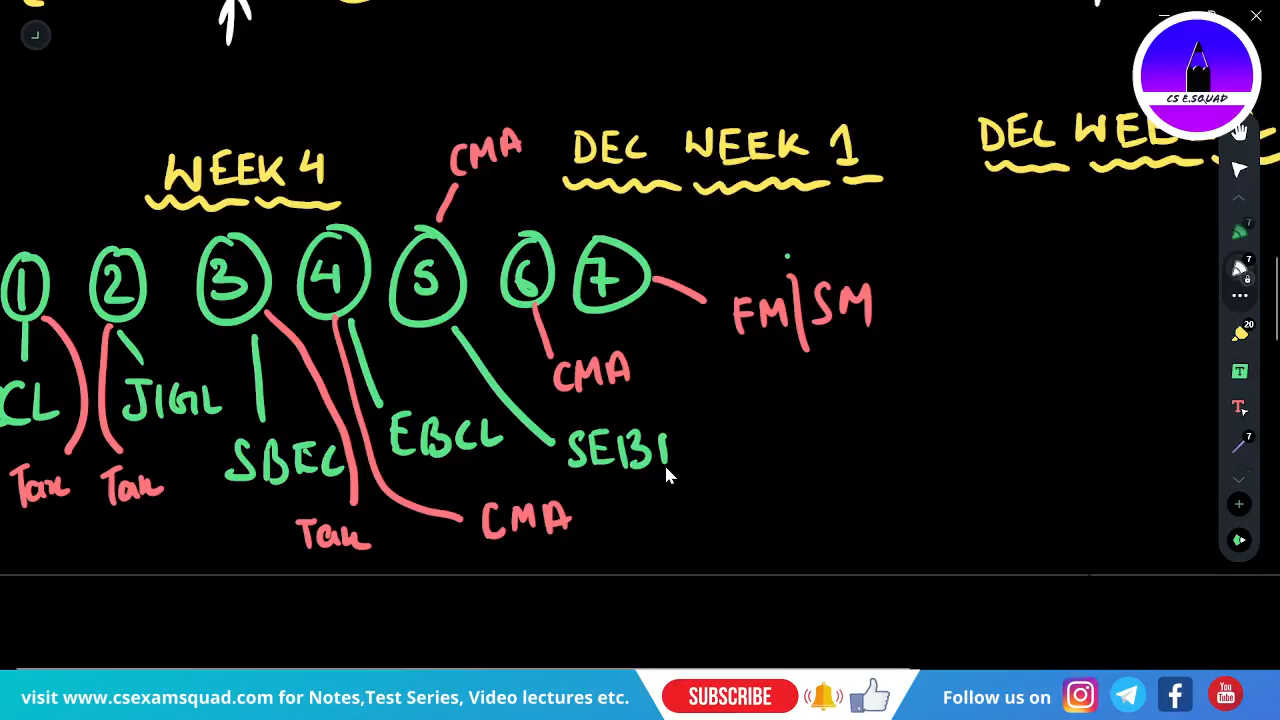 CS E.SQUAD
CMA
WEEK 4
DEC WEEK 1
DEC
1 2 3 4 5 6 7
FM|SM
CMA
CL JIGL
SBEC EBCL SEBI
Tax Tax
Tax CMA
visit www.csexamsquad.com for Notes,Test Series, Video lectures etc.
SUBSCRIBE
Follow us on
You
Tube